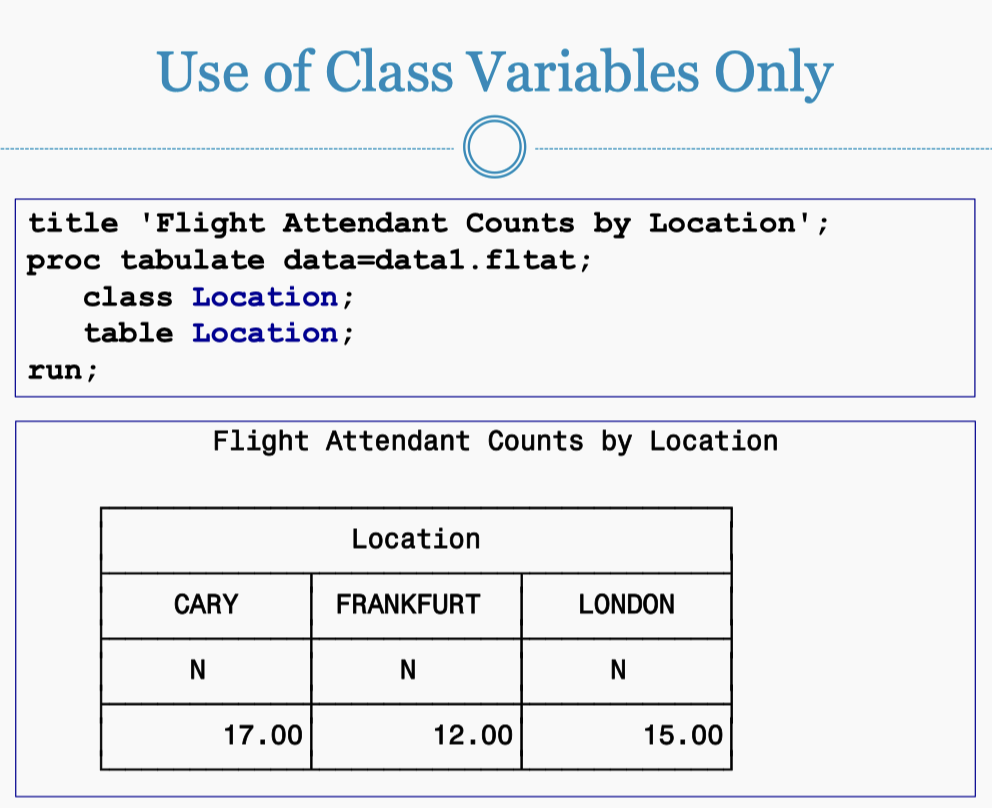 Use of Class Variables Only
title 'Flight Attendant Counts by Location';
proc tabulate data=data1.fltat;
class Location;
table Location;
run;
Flight Attendant Counts by Location
Location
CARY FRANKFURT LONDON
N N N
17.00 12.00 15.00